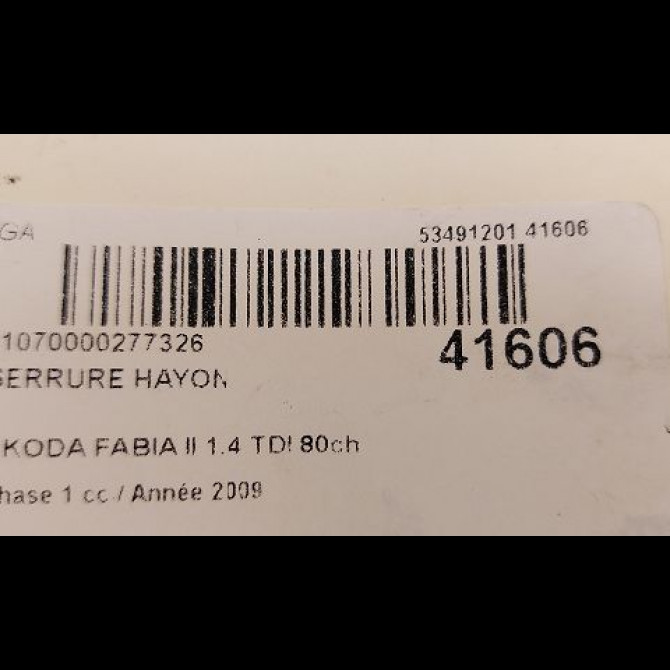 GA 53491201 41606
1070000277326 41606
SERRURE HAYON
KODA FABIA II 1.4 TDI 80ch
hase 1 cc / Année 2009